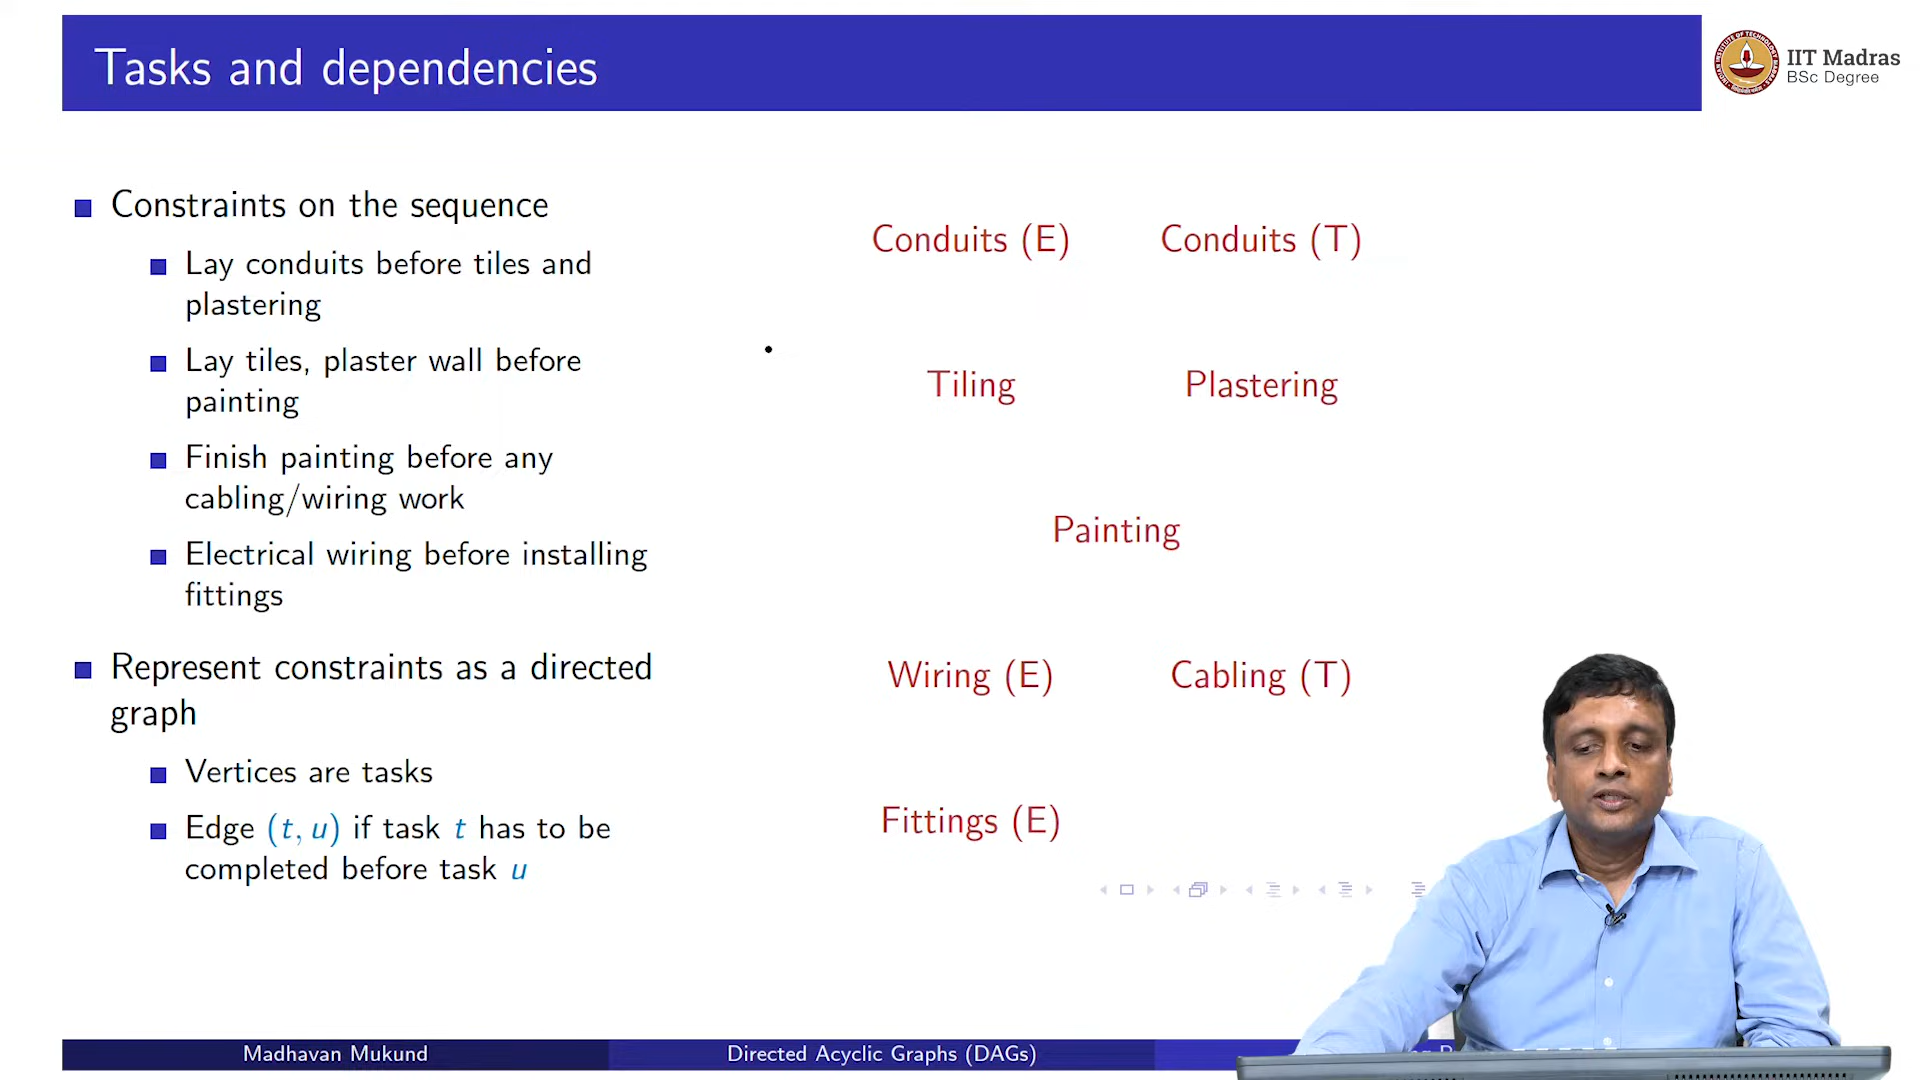 Tasks and dependencies
IIT Madras
BSc Degree
Constraints on the sequence
Lay conduits before tiles and
plastering
Lay tiles, plaster wall before
painting
Finish painting before any
cabling/wiring work
Electrical wiring before installing
fittings
Represent constraints as a directed
graph
Vertices are tasks
Edge (t, u) if task t has to be
completed before task u
Conduits (E) Conduits (T)
Tiling Plastering
Painting
Wiring (E) Cabling (T)
Fittings (E)
Madhavan Mukund Directed Acyclic Graphs (DAGs)